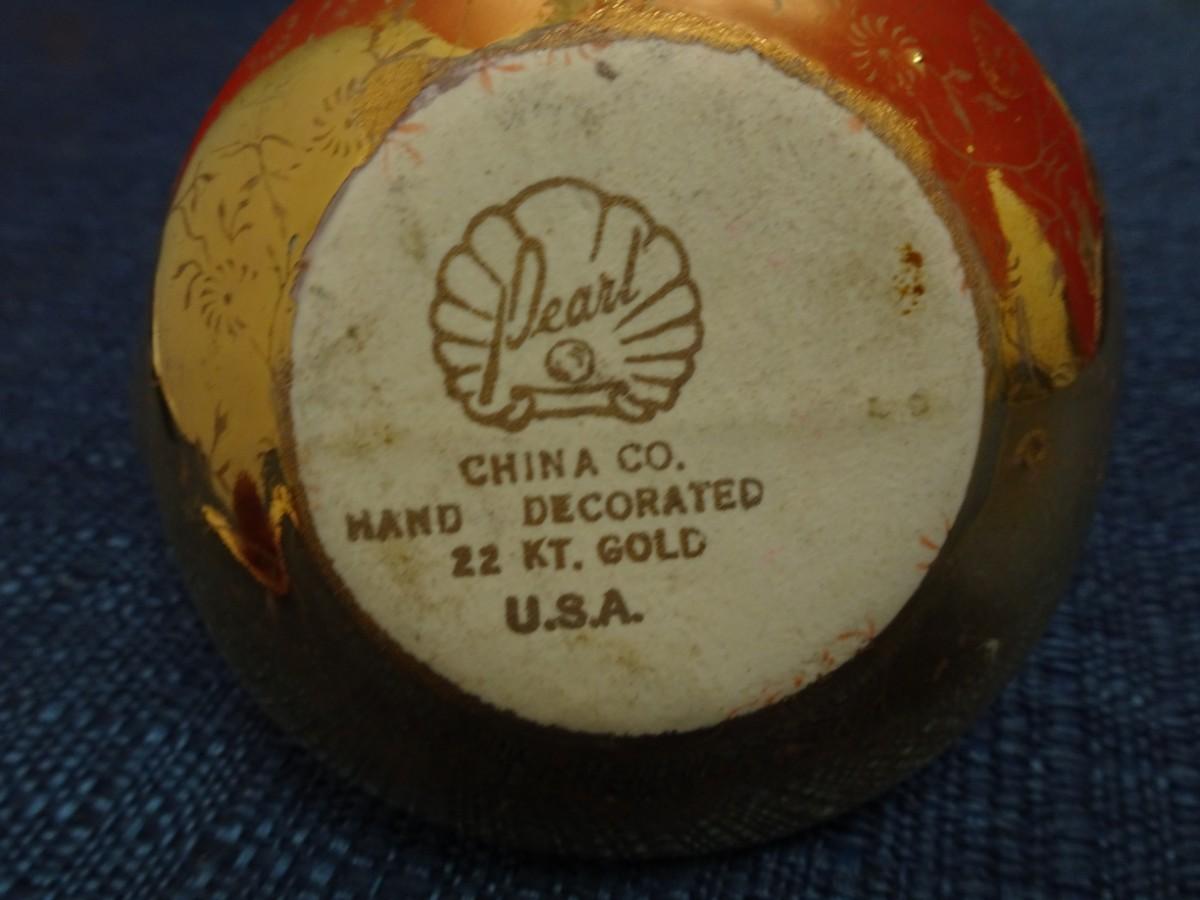 Pearl
CHINA CO.
HAND DECORATED
22 KT. GOLD
U.S.A.